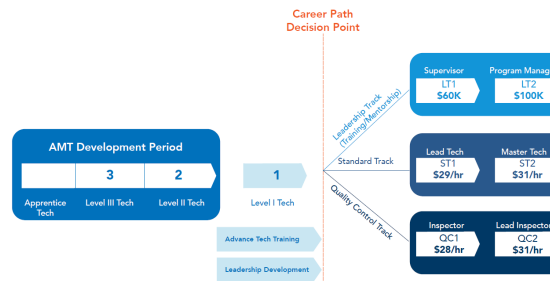 Career Path
Decision Point
Supervisor
LT1
$60K
Program Manag
LT2
$100K
Leadership Track
(Training/Mentorship)
AMT Development Period
3
2
Apprentice
Tech
Level III Tech
Level II Tech
1
Level I Tech
Standard Track
Lead Tech
ST1
$29/hr
Master Tech
ST2
$31/hr
Quality Control Track
Inspector
QC1
$28/hr
Lead Inspector
QC2
$31/hr
Advance Tech Training
Leadership Development